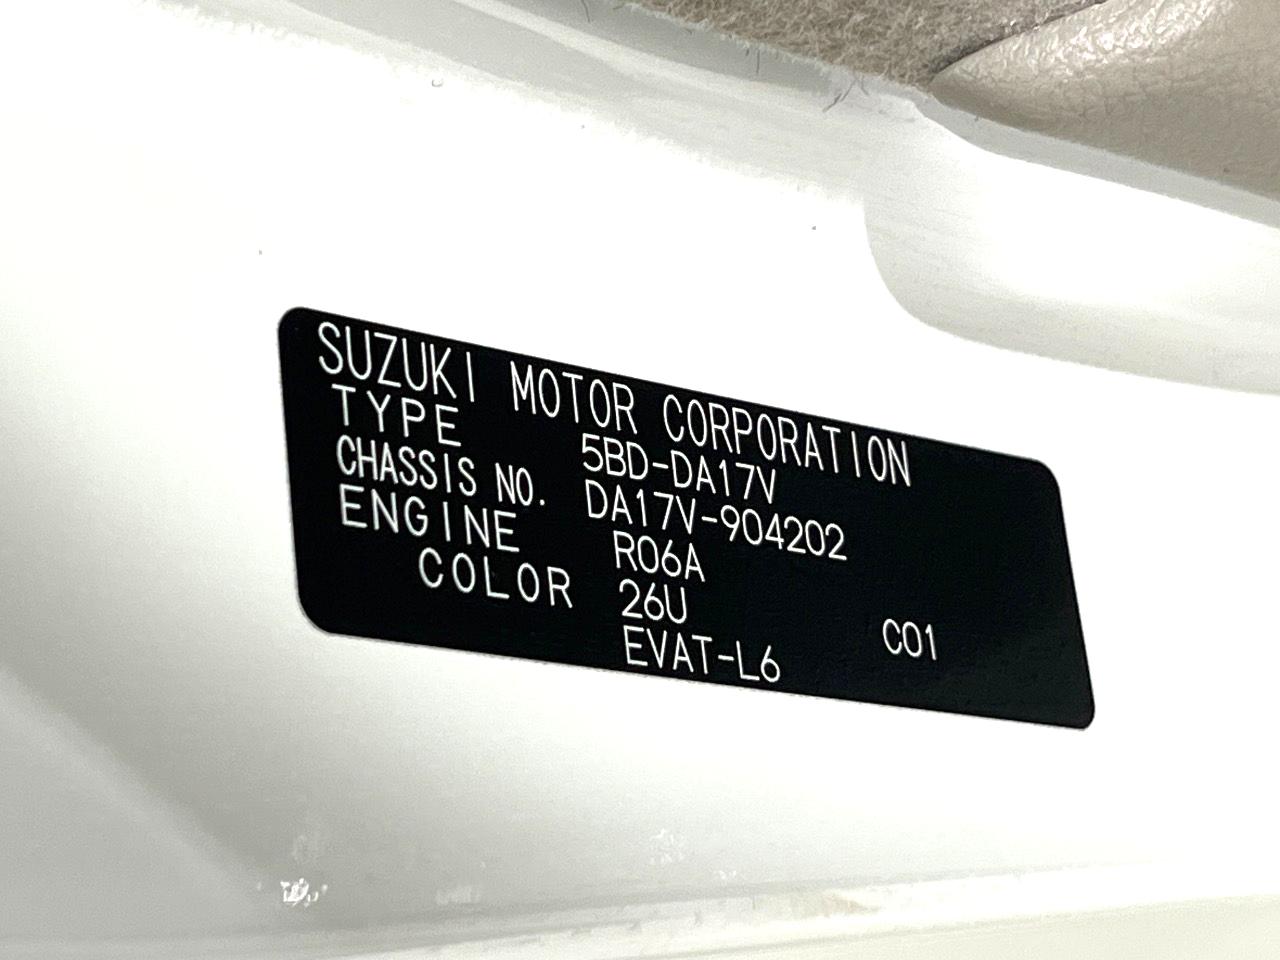 SUZUKI MOTOR CORPORATION
TYPE 5BD-DA17V
CHASSIS NO. DA17V-904202
ENGINE R06A
COLOR 26U C01
EVAT-L6